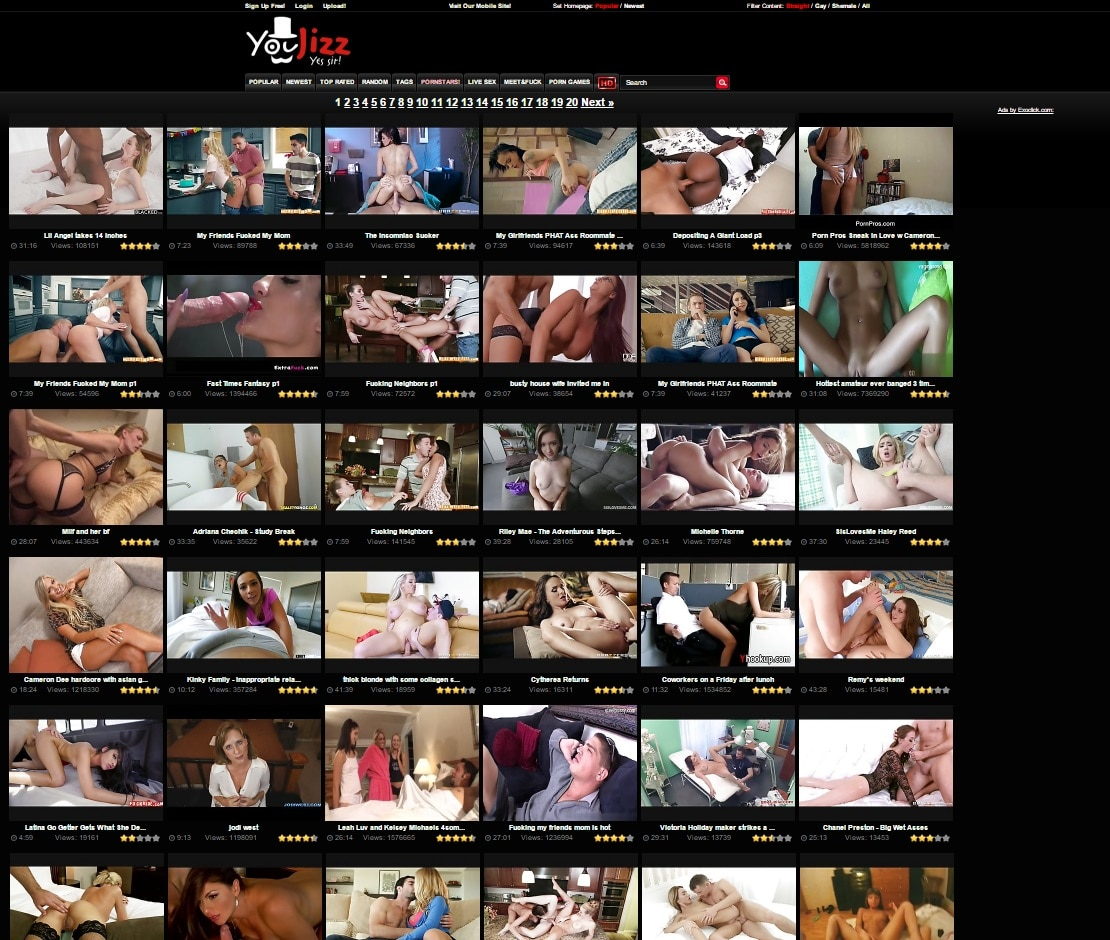 Sign Up Free! Login Upload! Visit Our Mobile Site! Set Homepage: Popular / Newest Filter Content: Straight / Gay / Shemale / All
YouJizz
Yes sir!
POPULAR NEWEST TOP RATED RANDOM TAGS PORNSTARS! LIVE SEX MEET&FUCK PORN GAMES HD Search
1 2 3 4 5 6 7 8 9 10 11 12 13 14 15 16 17 18 19 20 Next »
Ads by Exoclick.com:
BLACKED
PornPros.com
Lil Angel takes 14 inches My Friends Fucked My Mom The Insomniac Sucker My Girlfriends PHAT Ass Roommate ... Depositing A Giant Load p3 Porn Pros Sneak in Love w Cameron...
31:16 Views: 108151 7:23 Views: 89788 33:49 Views: 67336 7:39 Views: 94617 6:39 Views: 143618 6:09 Views: 5818962
ExtraFuck.com
My Friends Fucked My Mom p1 Fast Times Fantasy p1 Fucking Neighbors p1 busty house wife invited me in My Girlfriends PHAT Ass Roommate Hottest amateur ever banged 3 tim...
7:39 Views: 54596 6:00 Views: 1394466 7:59 Views: 72572 29:07 Views: 38654 7:39 Views: 41237 31:08 Views: 7369290
Milf and her bf Adriana Chechik - Study Break Fucking Neighbors Riley Mae - The Adventurous Steps... Michelle Thorne SisLovesMe Haley Reed
28:07 Views: 443634 33:35 Views: 35622 7:59 Views: 141545 39:28 Views: 28105 26:14 Views: 759748 37:30 Views: 23445
Yhookup.com
Cameron Dee hardcore with asian g... Kinky Family - Inappropriate rela... thick blonde with some collagen s... Cytherea Returns Coworkers on a Friday after lunch Remy's weekend
18:24 Views: 1218330 10:12 Views: 357284 41:39 Views: 18959 33:24 Views: 16311 11:32 Views: 1534852 43:28 Views: 15481
JODIWEST.COM
Latina Go Getter Gets What She De... jodi west Leah Luv and Kelsey Michaels 4som... Fucking my friends mom is hot Victoria Holiday maker strikes a ... Chanel Preston - Big Wet Asses
4:59 Views: 19161 9:13 Views: 1198091 26:14 Views: 1576665 27:01 Views: 1236994 29:31 Views: 13739 25:13 Views: 13453